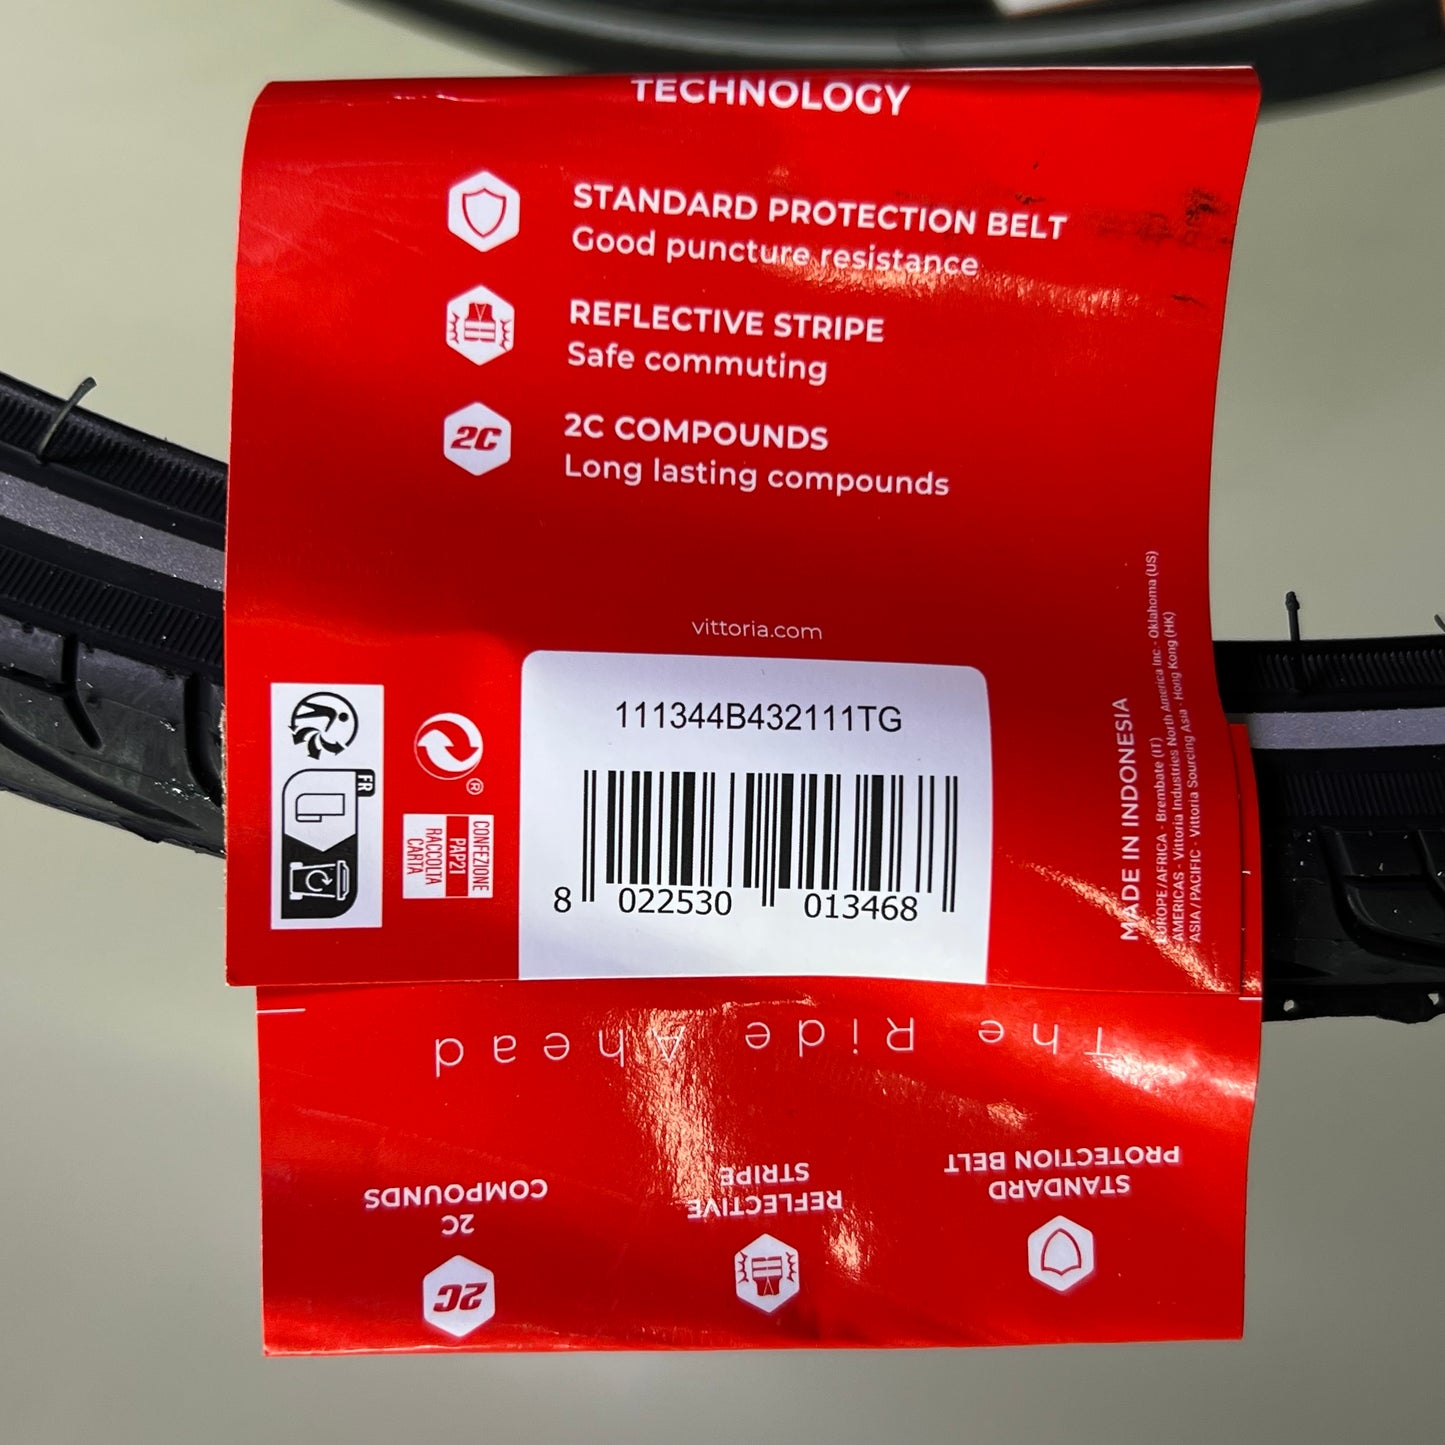 TECHNOLOGY
STANDARD PROTECTION BELT
Good puncture resistance
REFLECTIVE STRIPE
Safe commuting
2C
2C COMPOUNDS
Long lasting compounds
vittoria.com
111344B432111TG
8 022530 013468
FR
®
CONFEZIONE
PAP21
RACCOLTA
CARTA
MADE IN INDONESIA
EUROPE/AFRICA - Brembate (IT)
AMERICAS - Vittoria Industries North America Inc - Oklahoma (US)
ASIA/PACIFIC - Vittoria Sourcing Asia - Hong Kong (HK)
The Ride Ahead
STANDARD
PROTECTION BELT
REFLECTIVE
STRIPE
2C
2C
COMPOUNDS